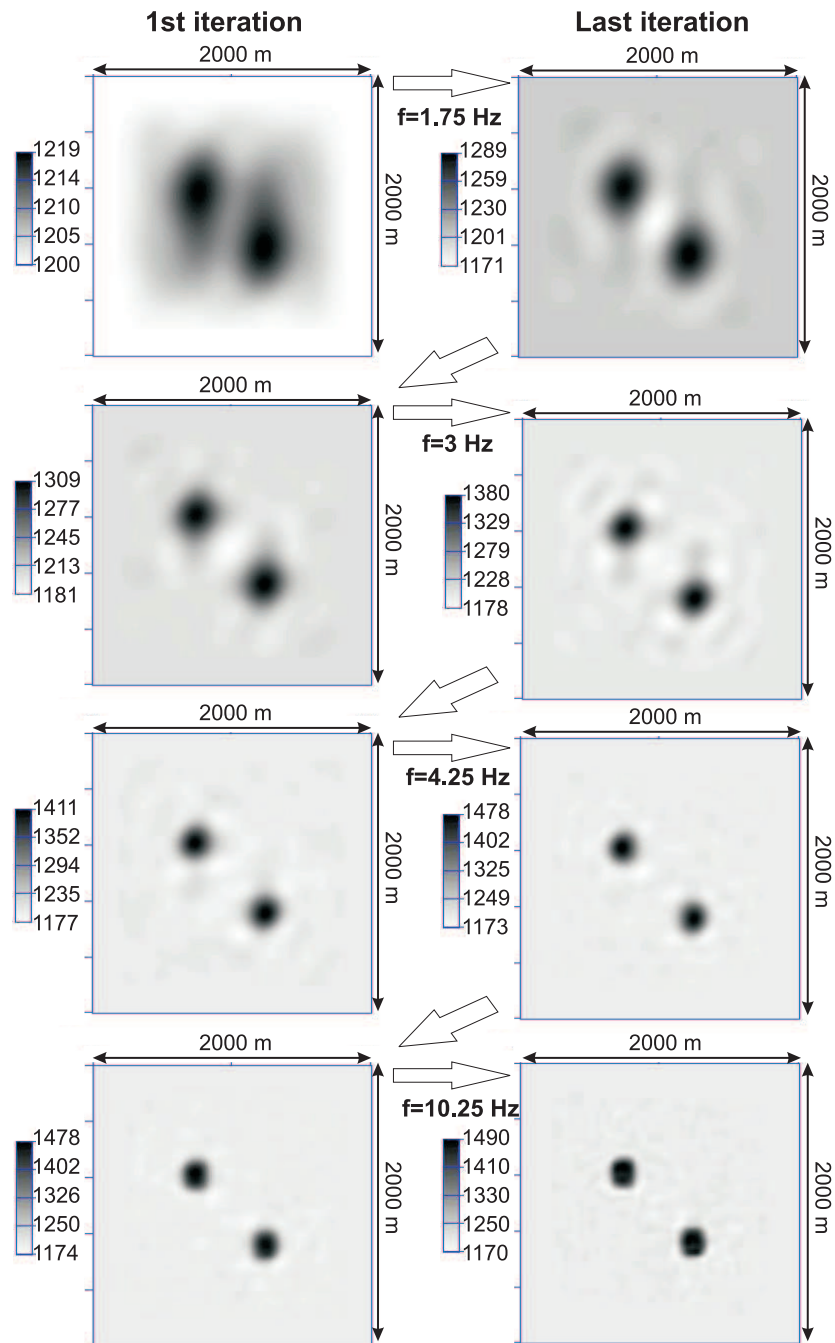 1st iteration
Last iteration
2000 m
2000 m
f=1.75 Hz
1219
1214
1210
1205
1200
2000 m
1289
1259
1230
1201
1171
2000 m
2000 m
2000 m
f=3 Hz
1309
1277
1245
1213
1181
2000 m
1380
1329
1279
1228
1178
2000 m
2000 m
2000 m
f=4.25 Hz
1411
1352
1294
1235
1177
2000 m
1478
1402
1325
1249
1173
2000 m
2000 m
2000 m
f=10.25 Hz
1478
1402
1326
1250
1174
2000 m
1490
1410
1330
1250
1170
2000 m